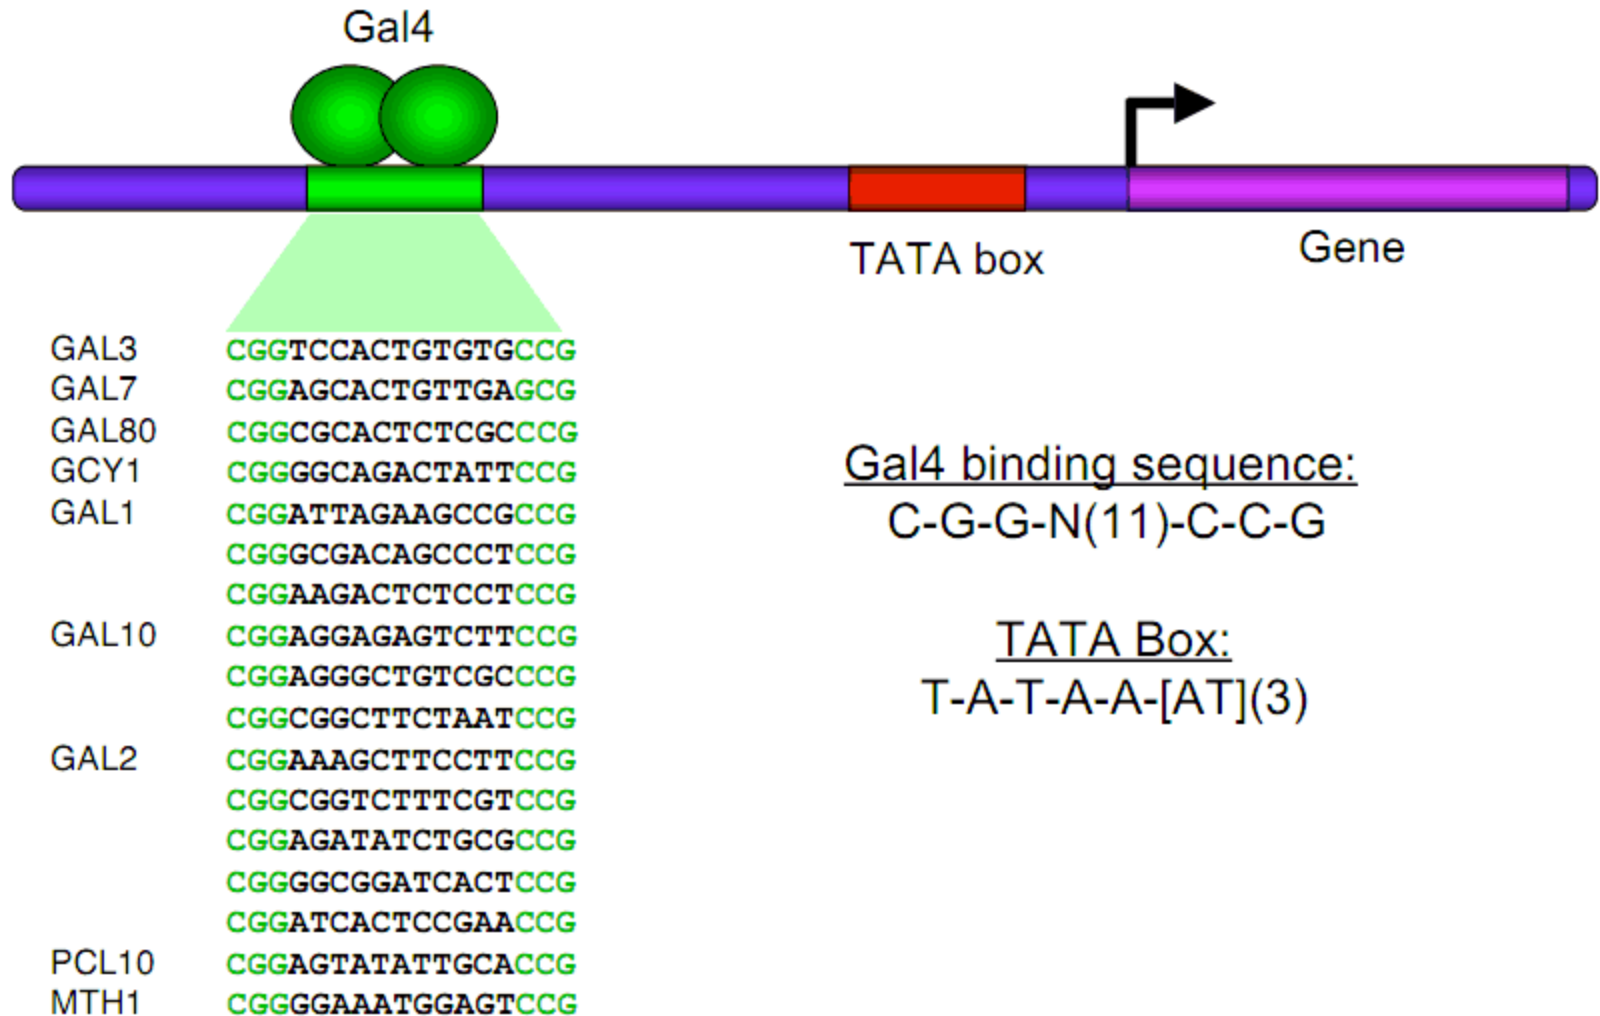 Gal4
TATA box
Gene
GAL3 CGGTCCACTGTGTGCCG
GAL7 CGGAGCACTGTTGAGCG
GAL80 CGGCGCACTCTCGCCCG
GCY1 CGGGGCAGACTATTCCG
GAL1 CGGATTAGAAGCCGCCG
CGGGCGACAGCCCTCCG
CGGAAGACTCTCCTCCG
GAL10 CGGAGGAGAGTCTTCCG
CGGAGGGCTGTCGCCCG
CGGCGGCTTCTAATCCG
GAL2 CGGAAAGCTTCCTTCCG
CGGCGGTCTTTCGTCCG
CGGAGATATCTGCGCCG
CGGGGCGGATCACTCCG
CGGATCACTCCGAACCG
PCL10 CGGAGTATATTGCACCG
MTH1 CGGGGAAATGGAGTCCG
Gal4 binding sequence:
C-G-G-N(11)-C-C-G
TATA Box:
T-A-T-A-A-[AT](3)